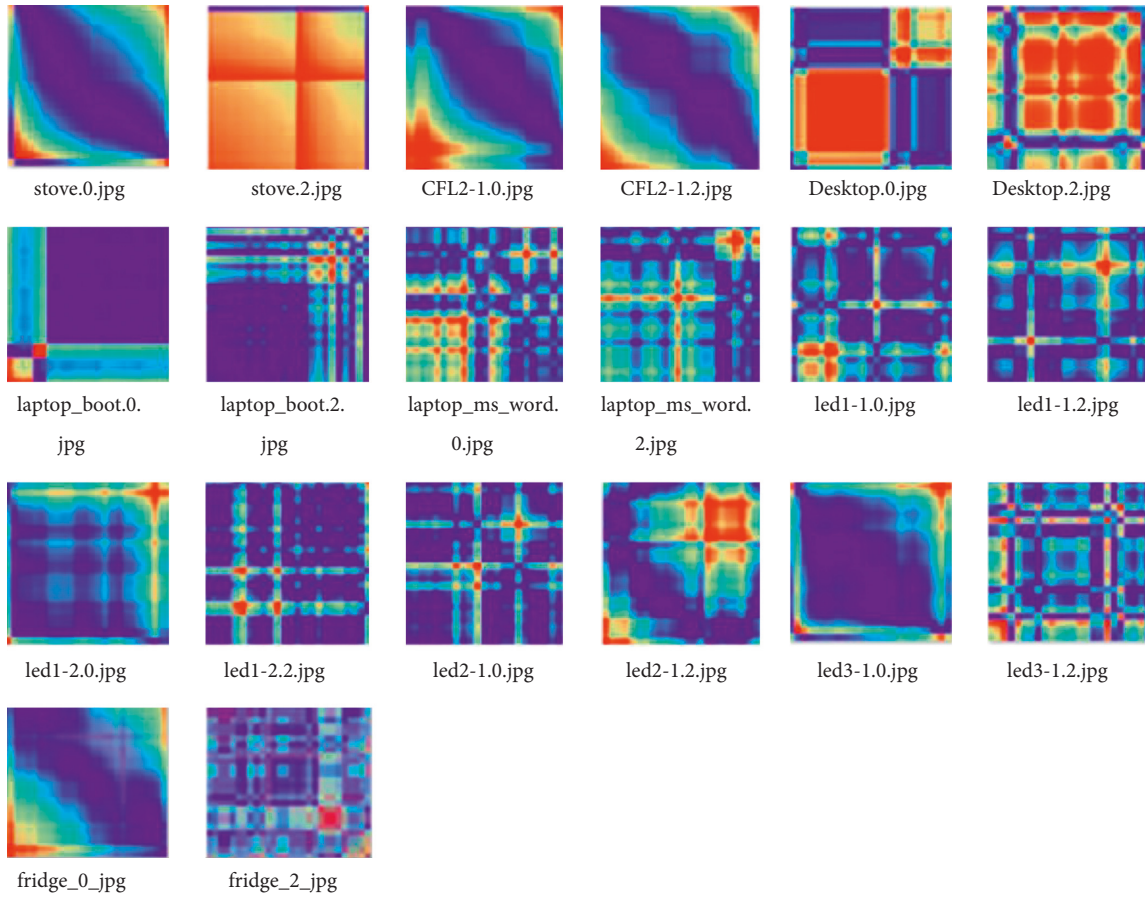 stove.0.jpg
stove.2.jpg
CFL2-1.0.jpg
CFL2-1.2.jpg
Desktop.0.jpg
Desktop.2.jpg
laptop_boot.0.
jpg
laptop_boot.2.
jpg
laptop_ms_word.
0.jpg
laptop_ms_word.
2.jpg
led1-1.0.jpg
led1-1.2.jpg
led1-2.0.jpg
led1-2.2.jpg
led2-1.0.jpg
led2-1.2.jpg
led3-1.0.jpg
led3-1.2.jpg
fridge_0_jpg
fridge_2_jpg